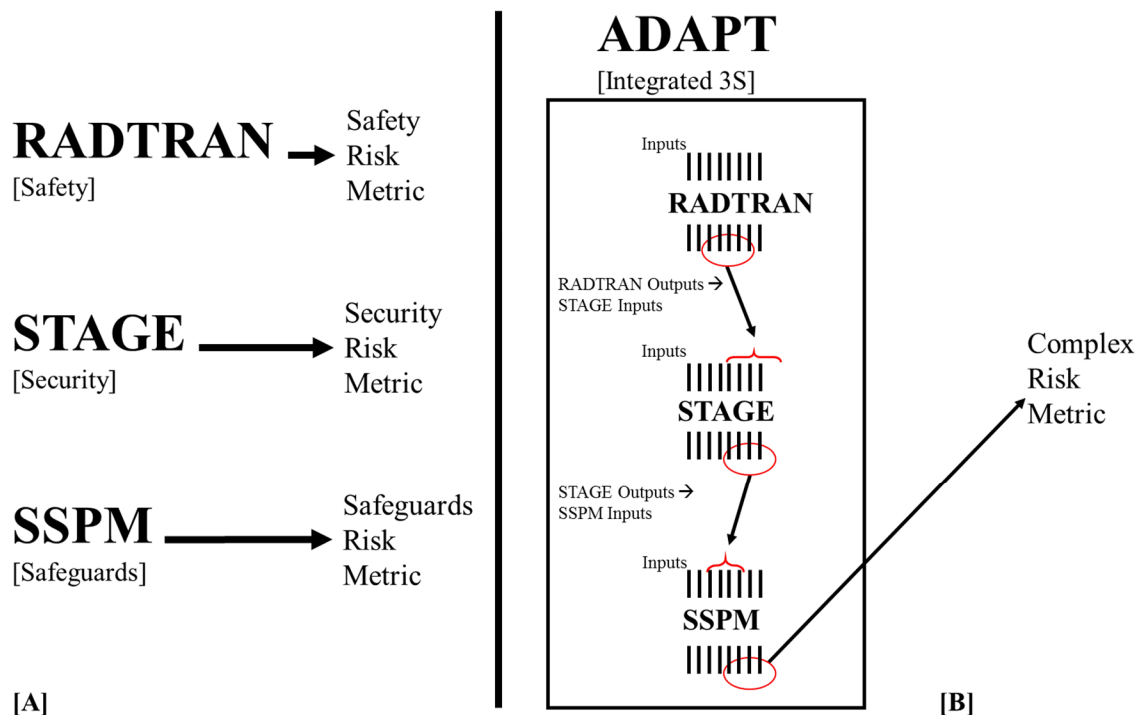 RADTRAN
[Safety]
Safety
Risk
Metric
STAGE
[Security]
Security
Risk
Metric
SSPM
[Safeguards]
Safeguards
Risk
Metric
[A]
ADAPT
[Integrated 3S]
Inputs
RADTRAN
RADTRAN Outputs →
STAGE Inputs
Inputs
STAGE
STAGE Outputs →
SSPM Inputs
Inputs
SSPM
Complex
Risk
Metric
[B]